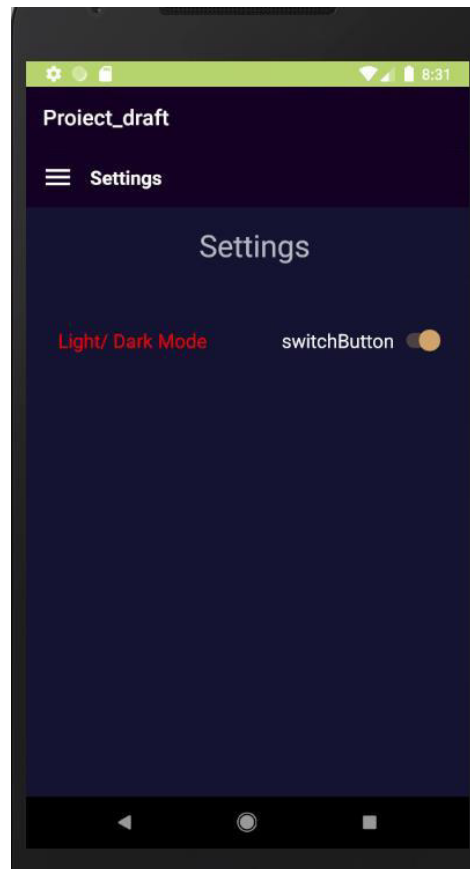 8:31
Proiect_draft
Settings
Settings
Light/ Dark Mode switchButton